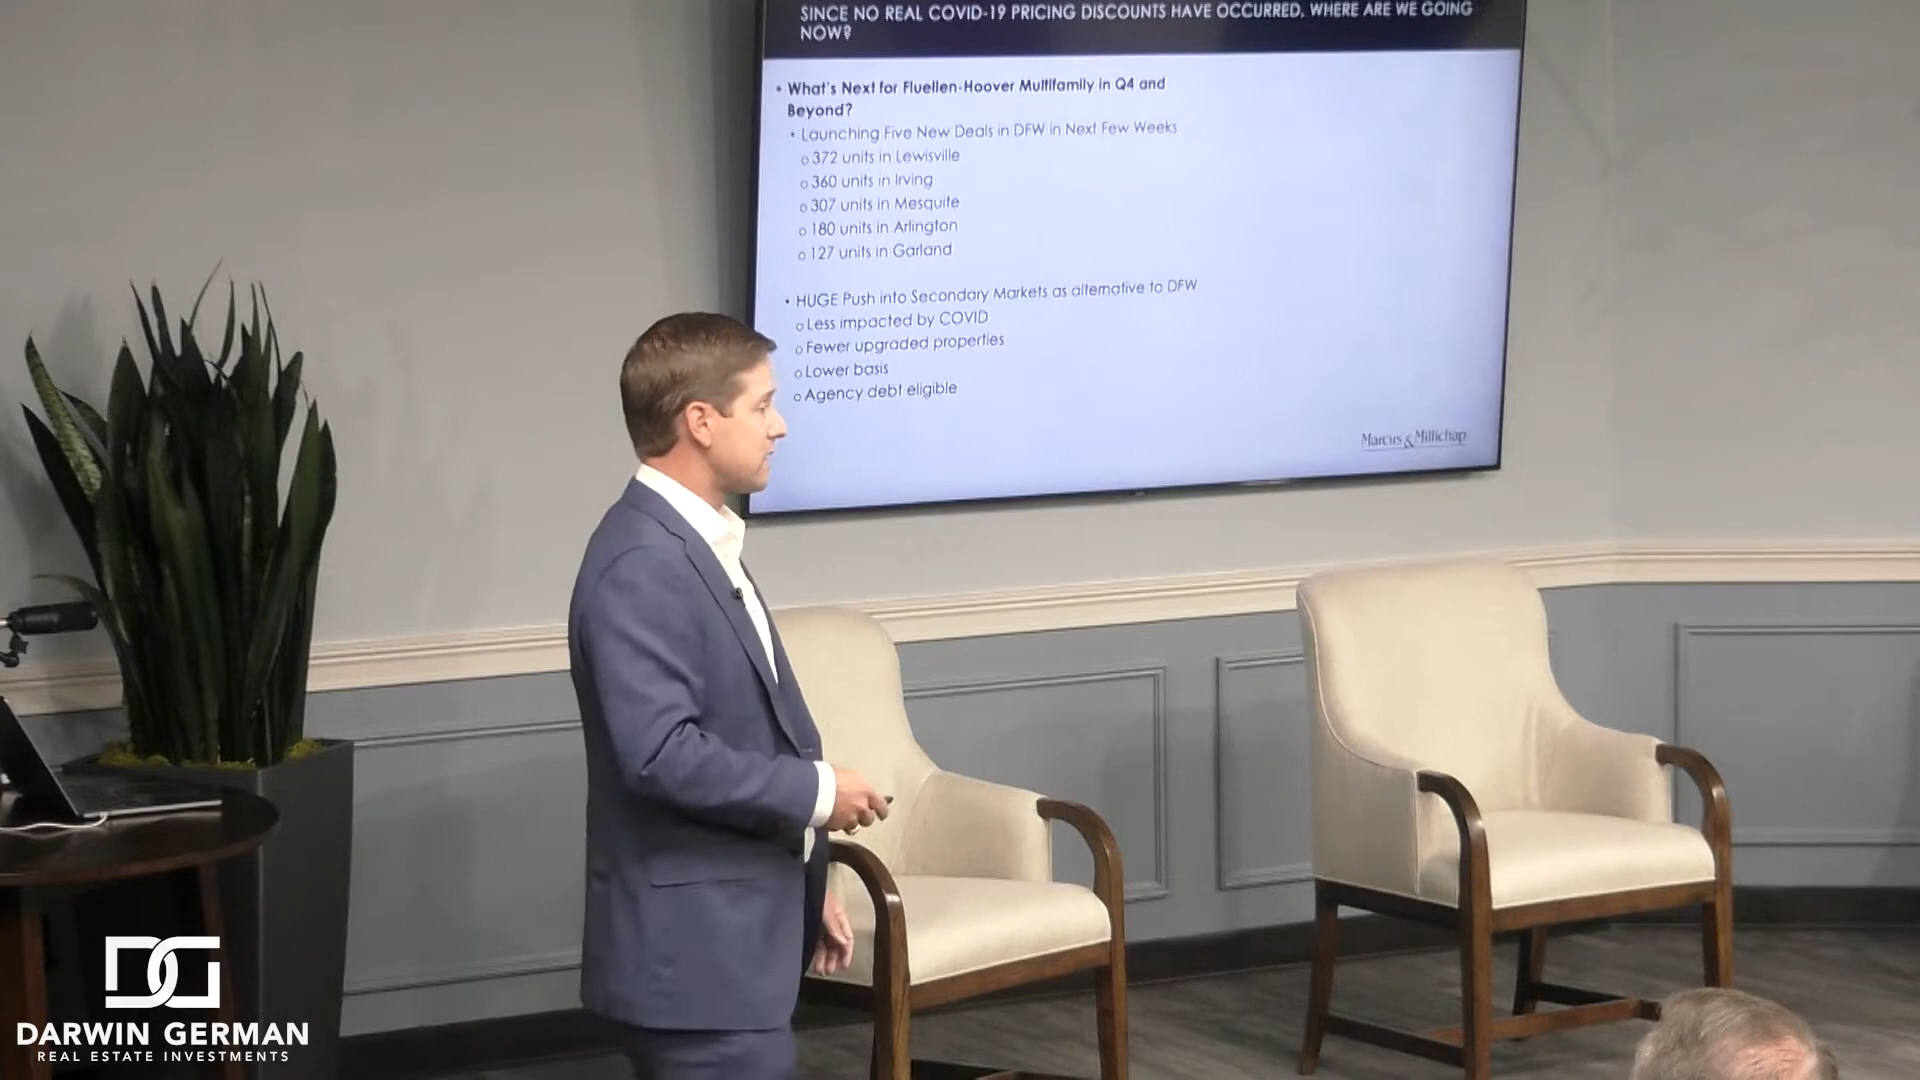 SINCE NO REAL COVID-19 PRICING DISCOUNTS HAVE OCCURRED, WHERE ARE WE GOING
NOW?
• What's Next for Fluellen-Hoover Multifamily in Q4 and
Beyond?
• Launching Five New Deals in DFW in Next Few Weeks
o 372 units in Lewisville
o 360 units in Irving
o 307 units in Mesquite
o 180 units in Arlington
o 127 units in Garland
• HUGE Push into Secondary Markets as alternative to DFW
o Less impacted by COVID
o Fewer upgraded properties
o Lower basis
o Agency debt eligible
Marcus & Millichap
DG
DARWIN GERMAN
REAL ESTATE INVESTMENTS